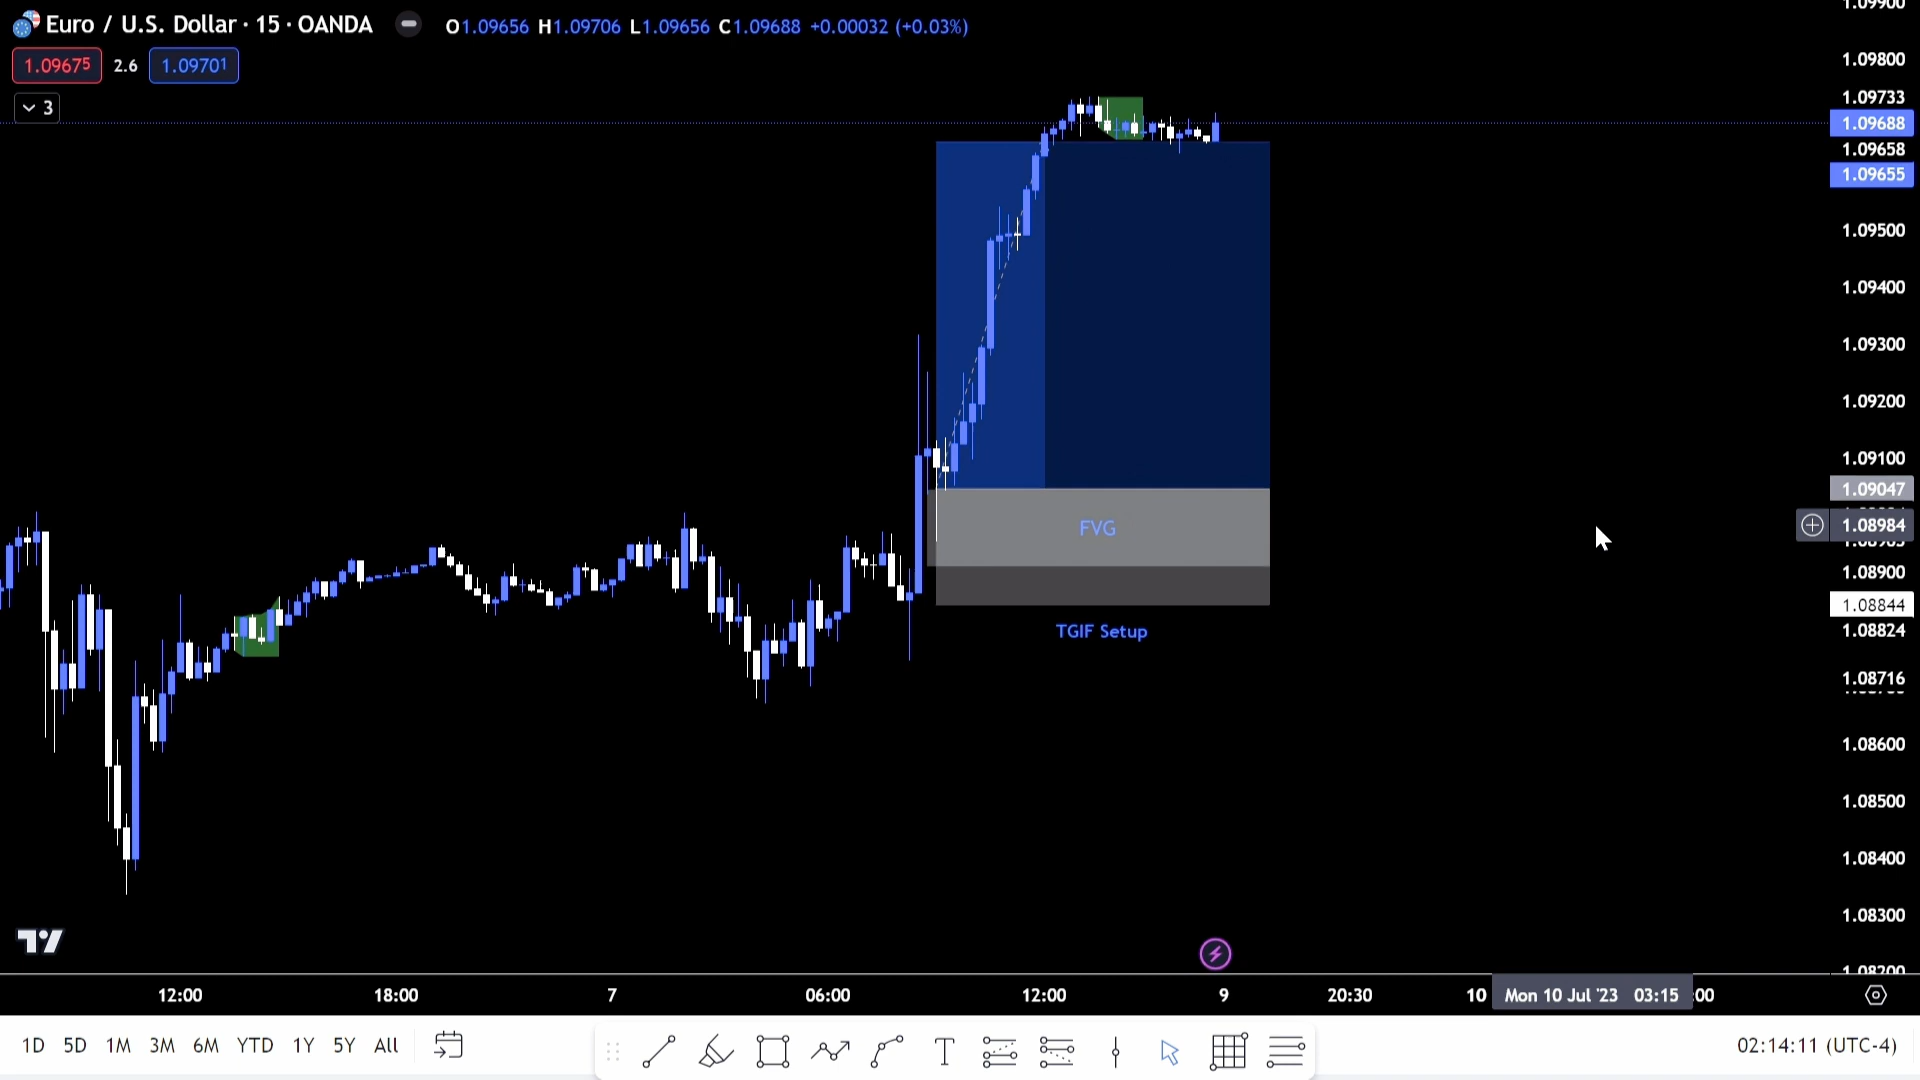 Euro / U.S. Dollar · 15 · OANDA
O1.09656 H1.09706 L1.09656 C1.09688 +0.00032 (+0.03%)
1.09675 2.6 1.09701
3
1.09900
1.09800
1.09733
1.09688
1.09658
1.09655
1.09500
1.09400
1.09300
1.09200
1.09100
1.09047
1.08984
1.08900
1.08844
1.08824
1.08716
1.08600
1.08500
1.08400
1.08300
1.08200
FVG
TGIF Setup
12:00 18:00 7 06:00 12:00 9 20:30 10 Mon 10 Jul '23 03:15 :00
1D 5D 1M 3M 6M YTD 1Y 5Y All
T
02:14:11 (UTC-4)